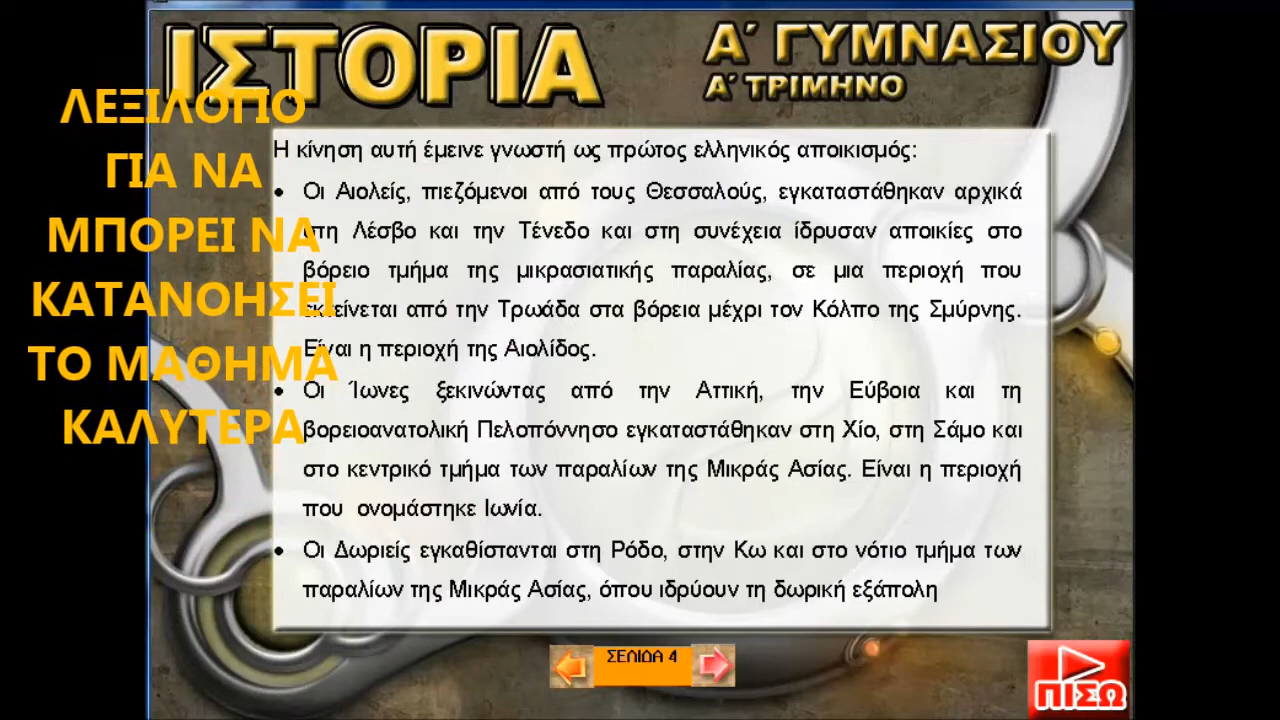 ΙΣΤΟΡΙΑ
Α΄ ΓΥΜΝΑΣΙΟΥ
Α΄ ΤΡΙΜΗΝΟ
ΛΕΞΙΛΟΓΙΟ
ΓΙΑ ΝΑ
ΜΠΟΡΕΙ ΝΑ
ΚΑΤΑΝΟΗΣΕΙ
ΤΟ ΜΑΘΗΜΑ
ΚΑΛΥΤΕΡΑ
Η κίνηση αυτή έμεινε γνωστή ως πρώτος ελληνικός αποικισμός:
• Οι Αιολείς, πιεζόμενοι από τους Θεσσαλούς, εγκαταστάθηκαν αρχικά
στη Λέσβο και την Τένεδο και στη συνέχεια ίδρυσαν αποικίες στο
βόρειο τμήμα της μικρασιατικής παραλίας, σε μια περιοχή που
εκτείνεται από την Τρωάδα στα βόρεια μέχρι τον Κόλπο της Σμύρνης.
Είναι η περιοχή της Αιολίδος.
• Οι Ίωνες ξεκινώντας από την Αττική, την Εύβοια και τη
βορειοανατολική Πελοπόννησο εγκαταστάθηκαν στη Χίο, στη Σάμο και
στο κεντρικό τμήμα των παραλίων της Μικράς Ασίας. Είναι η περιοχή
που ονομάστηκε Ιωνία.
• Οι Δωριείς εγκαθίστανται στη Ρόδο, στην Κω και στο νότιο τμήμα των
παραλίων της Μικράς Ασίας, όπου ιδρύουν τη δωρική εξάπολη
ΣΕΛΙΔΑ 4
ΠΙΣΩ